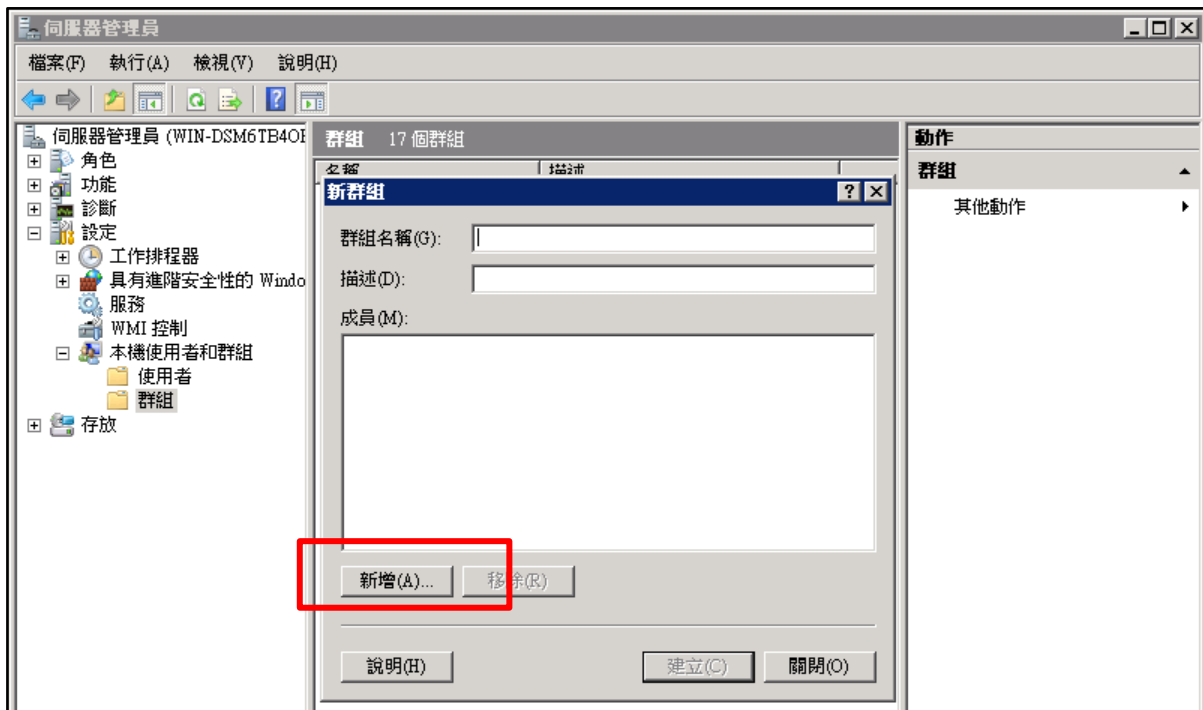 伺服器管理員
檔案(F) 執行(A) 檢視(V) 說明(H)
伺服器管理員 (WIN-DSM6TB4OF
角色
功能
診斷
設定
工作排程器
具有進階安全性的 Windo
服務
WMI 控制
本機使用者和群組
使用者
群組
存放
群組 17 個群組
名稱 描述
新群組
群組名稱(G):
描述(D):
成員(M):
新增(A)... 移除(R)
說明(H) 建立(C) 關閉(O)
動作
群組
其他動作